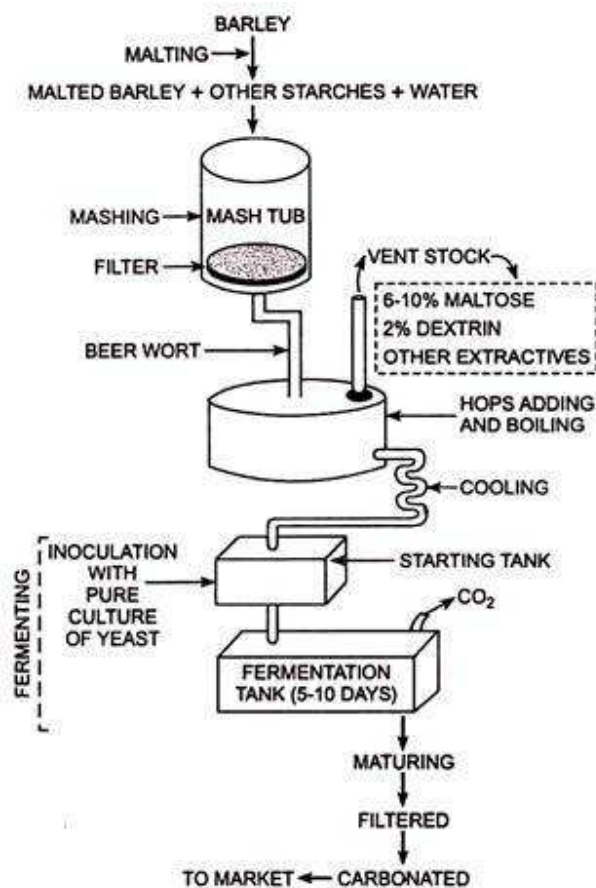 BARLEY
MALTING
MALTED BARLEY + OTHER STARCHES + WATER
MASHING
MASH TUB
FILTER
VENT STOCK
6-10% MALTOSE
2% DEXTRIN
OTHER EXTRACTIVES
BEER WORT
HOPS ADDING
AND BOILING
COOLING
INOCULATION
WITH
PURE
CULTURE
OF YEAST
STARTING TANK
FERMENTING
CO₂
FERMENTATION
TANK (5-10 DAYS)
MATURING
FILTERED
CARBONATED
TO MARKET